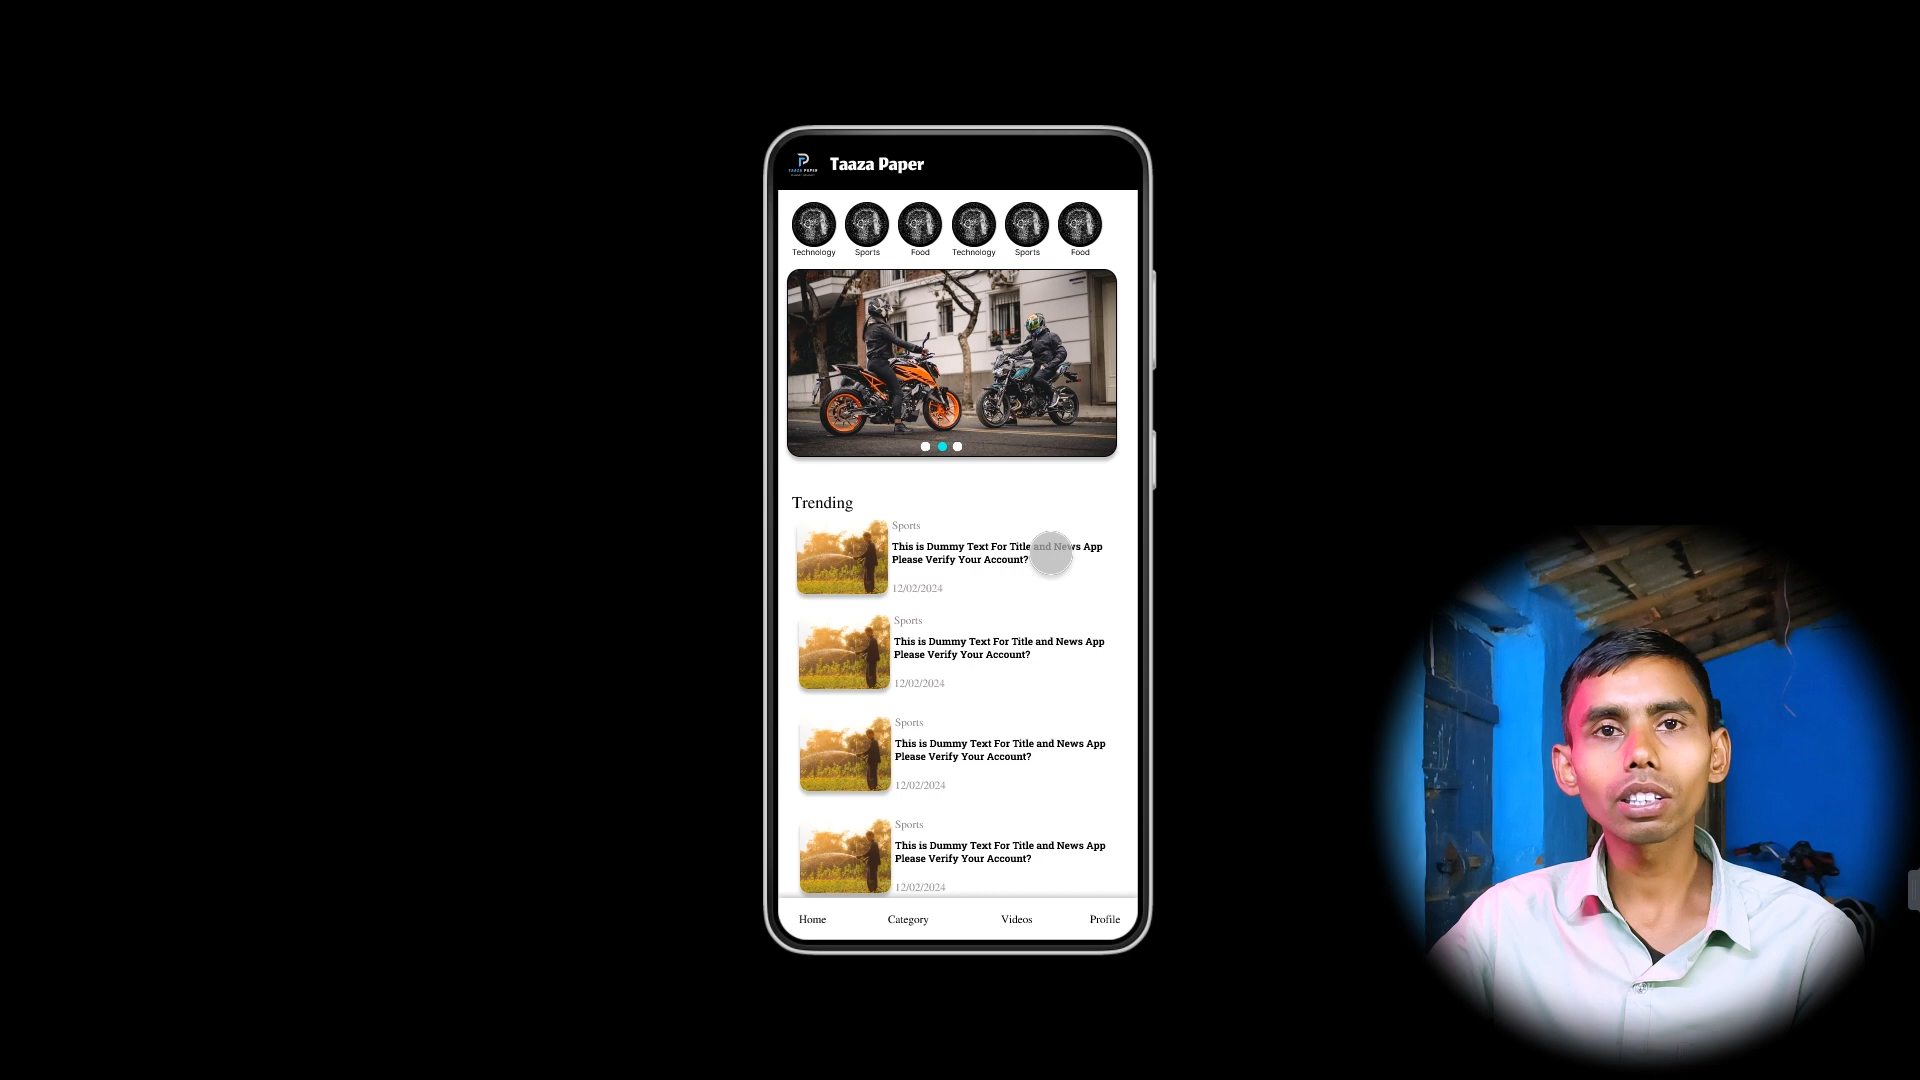 TAAZA PAPER
Taaza Paper
Technology Sports Food Technology Sports Food
Trending
Sports
This is Dummy Text For Title and News App
Please Verify Your Account?
12/02/2024
Sports
This is Dummy Text For Title and News App
Please Verify Your Account?
12/02/2024
Sports
This is Dummy Text For Title and News App
Please Verify Your Account?
12/02/2024
Sports
This is Dummy Text For Title and News App
Please Verify Your Account?
12/02/2024
Home Category Videos Profile